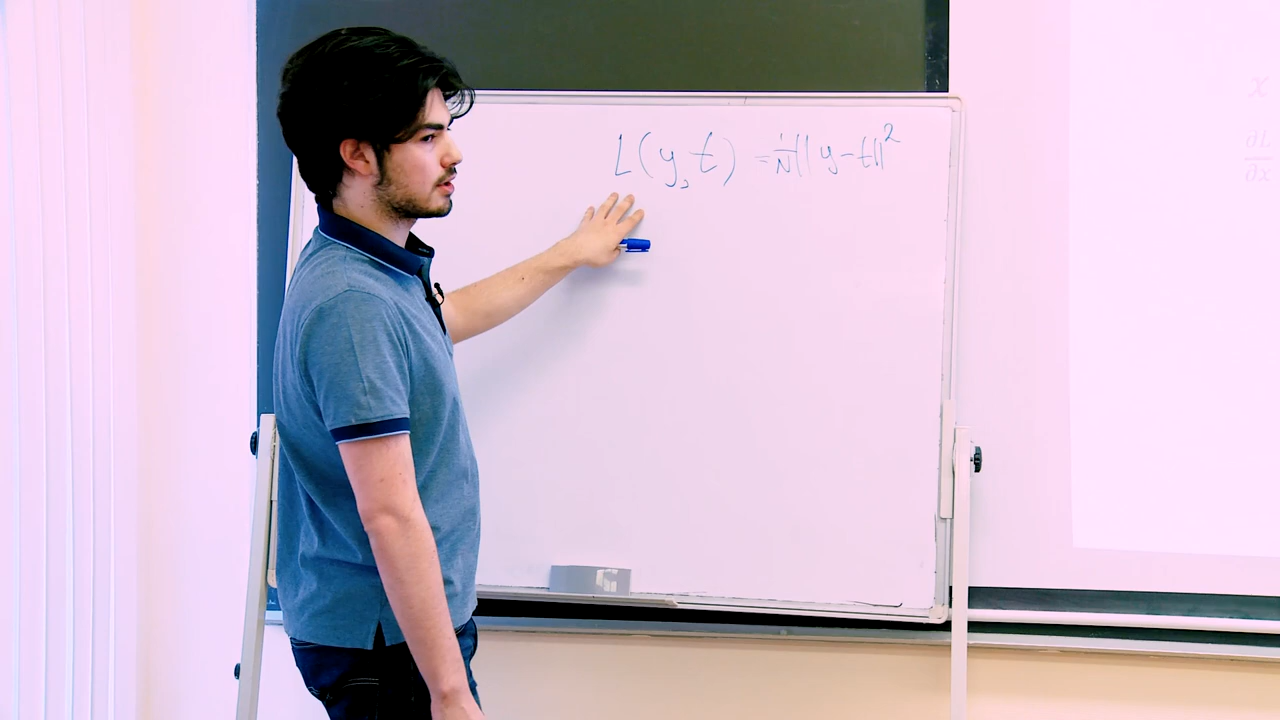 L(y, t) = 1/N ||y - t||²
x
∂L
∂x